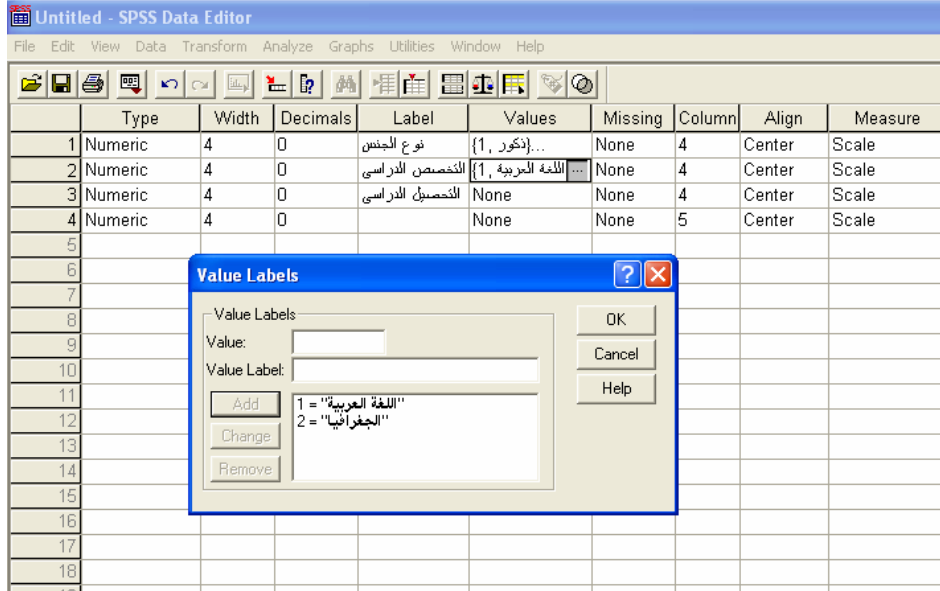 Untitled - SPSS Data Editor
File Edit View Data Transform Analyze Graphs Utilities Window Help
Type Width Decimals Label Values Missing Column Align Measure
1 Numeric 4 0 نوع الجنس {1, ذكور}... None 4 Center Scale
2 Numeric 4 0 التخصص الدراسى {1, اللغة العربية ... None 4 Center Scale
3 Numeric 4 0 التحصيل الدراسى None None 4 Center Scale
4 Numeric 4 0 None None 5 Center Scale
5
6
7
8
9
10
11
12
13
14
15
16
17
18
Value Labels
Value Labels
Value:
Value Label:
Add
Change
Remove
1 = "اللغة العربية"
2 = "الجغرافيا"
OK
Cancel
Help